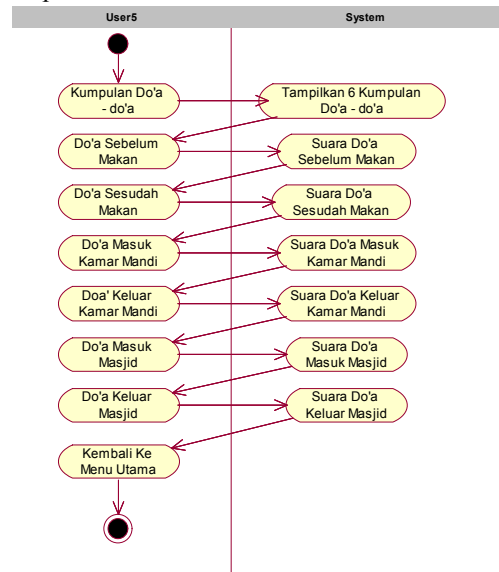 User5
System
Kumpulan Do'a
- do'a
Tampilkan 6 Kumpulan
Do'a - do'a
Do'a Sebelum
Makan
Suara Do'a
Sebelum Makan
Do'a Sesudah
Makan
Suara Do'a
Sesudah Makan
Do'a Masuk
Kamar Mandi
Suara Do'a Masuk
Kamar Mandi
Doa' Keluar
Kamar Mandi
Suara Do'a Keluar
Kamar Mandi
Do'a Masuk
Masjid
Suara Do'a
Masuk Masjid
Do'a Keluar
Masjid
Suara Do'a
Keluar Masjid
Kembali Ke
Menu Utama